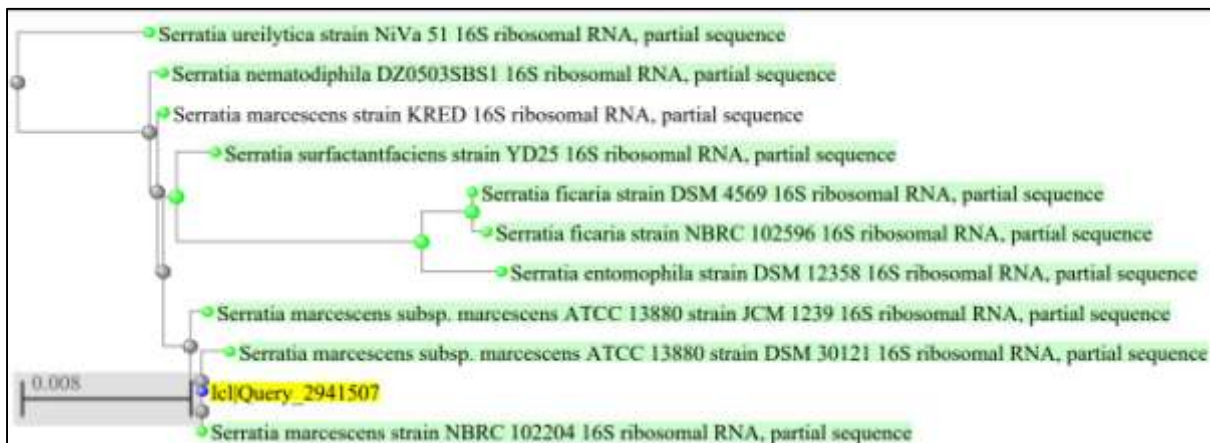 Serratia ureilytica strain NiVa 51 16S ribosomal RNA, partial sequence
Serratia nematodiphila DZ0503SBS1 16S ribosomal RNA, partial sequence
Serratia marcescens strain KRED 16S ribosomal RNA, partial sequence
Serratia surfactantfaciens strain YD25 16S ribosomal RNA, partial sequence
Serratia ficaria strain DSM 4569 16S ribosomal RNA, partial sequence
Serratia ficaria strain NBRC 102596 16S ribosomal RNA, partial sequence
Serratia entomophila strain DSM 12358 16S ribosomal RNA, partial sequence
Serratia marcescens subsp. marcescens ATCC 13880 strain JCM 1239 16S ribosomal RNA, partial sequence
Serratia marcescens subsp. marcescens ATCC 13880 strain DSM 30121 16S ribosomal RNA, partial sequence
0.008
lcl|Query_2941507
Serratia marcescens strain NBRC 102204 16S ribosomal RNA, partial sequence